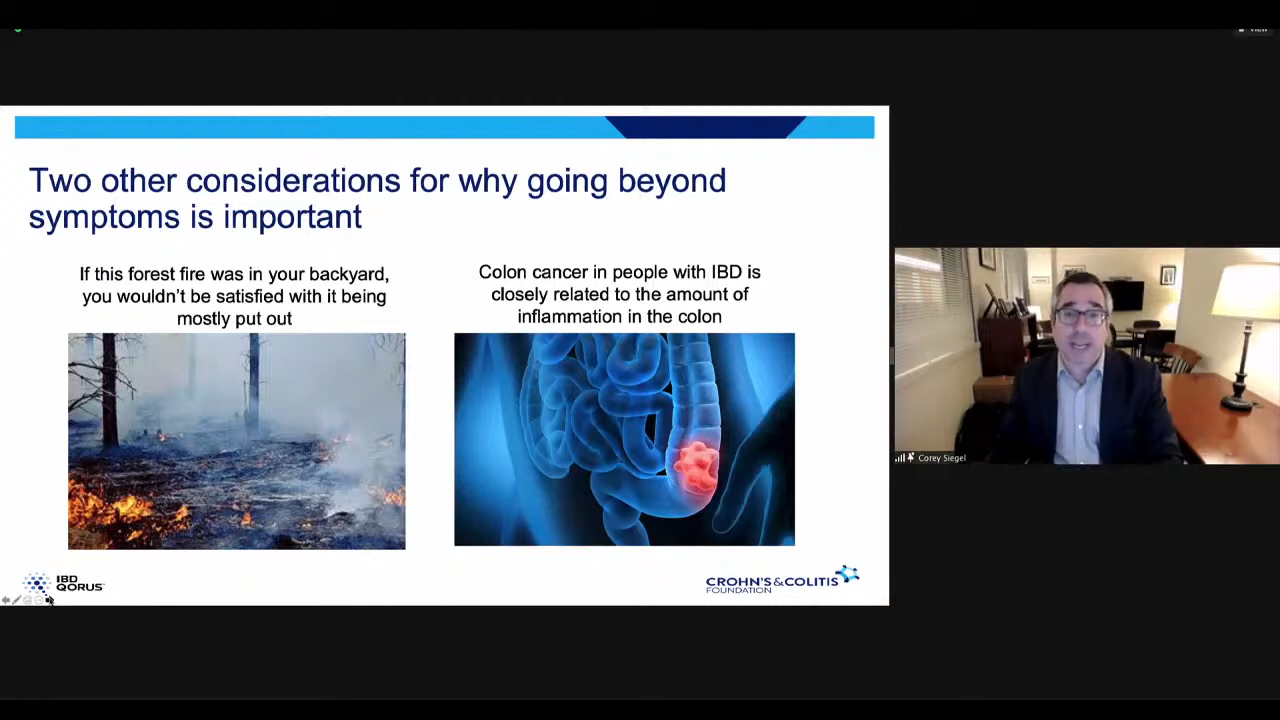 VIEW
Two other considerations for why going beyond
symptoms is important
If this forest fire was in your backyard,
you wouldn't be satisfied with it being
mostly put out
Colon cancer in people with IBD is
closely related to the amount of
inflammation in the colon
Corey Siegel
IBD
QORUS
CROHN'S & COLITIS
FOUNDATION